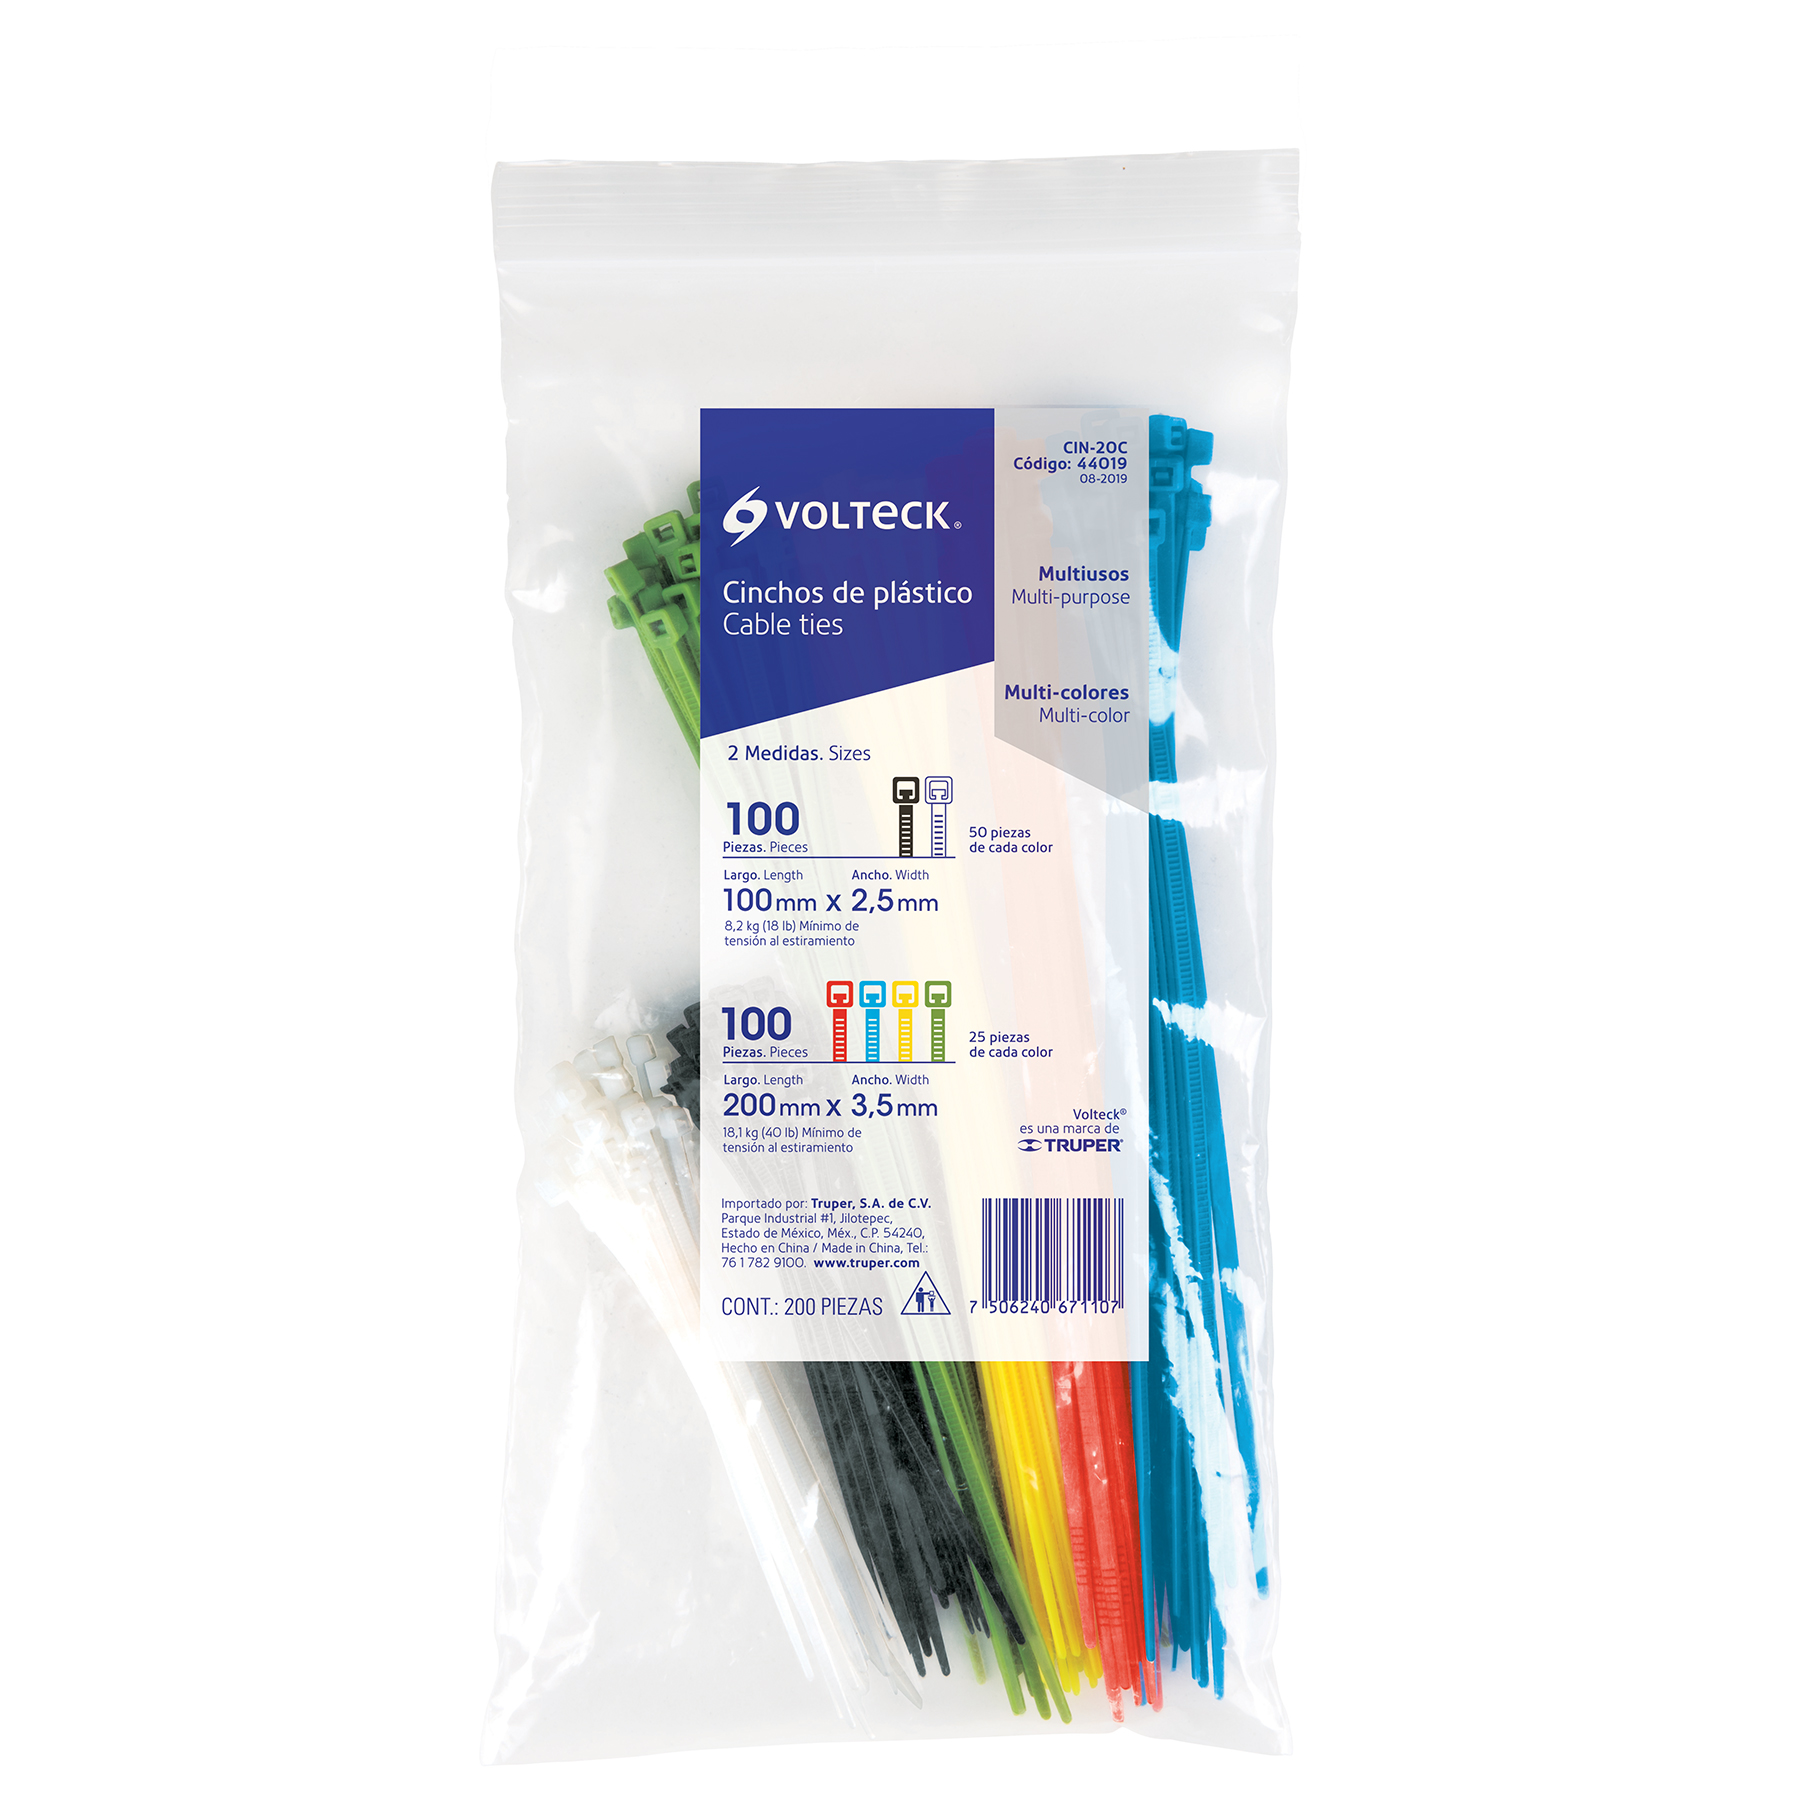 VOLTECK®
Cinchos de plástico
Cable ties
CIN-20C
Código: 44019
08-2019
Multiusos
Multi-purpose
Multi-colores
Multi-color
2 Medidas. Sizes
100
Piezas. Pieces
50 piezas
de cada color
Largo. Length Ancho. Width
100mm x 2,5mm
8,2 kg (18 lb) Mínimo de
tensión al estiramiento
100
Piezas. Pieces
25 piezas
de cada color
Largo. Length Ancho. Width
200mm x 3,5mm
18,1 kg (40 lb) Mínimo de
tensión al estiramiento
Volteck®
es una marca de
TRUPER®
Importado por: Truper, S.A. de C.V.
Parque Industrial #1, Jilotepec,
Estado de México, Méx., C.P. 54240,
Hecho en China / Made in China, Tel.:
76 1 782 9100. www.truper.com
CONT.: 200 PIEZAS
7 506240 671107